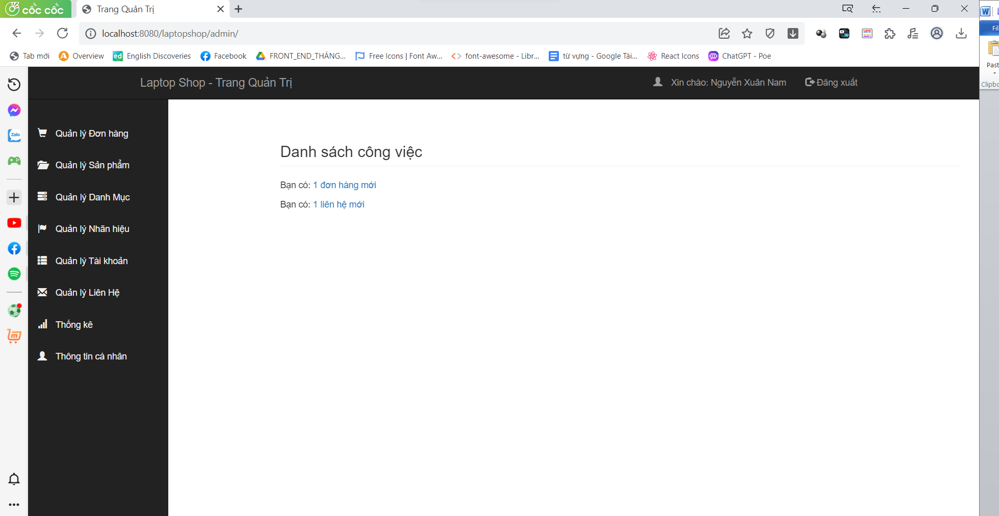 cốc cốc
Trang Quản Trị
localhost:8080/laptopshop/admin/
Tab mới
Overview
ed
English Discoveries
Facebook
FRONT_END_THÁNG...
Free Icons | Font Aw...
font-awesome - Libr...
từ vựng - Google Tài...
React Icons
ChatGPT - Poe
W
Fil
Past
Clipbo
Laptop Shop - Trang Quản Trị
Xin chào: Nguyễn Xuân Nam
Đăng xuất
Zalo
Quản lý Đơn hàng
Quản lý Sản phẩm
Quản lý Danh Mục
Quản lý Nhãn hiệu
Quản lý Tài khoản
Quản lý Liên Hệ
Thống kê
Thông tin cá nhân
Danh sách công việc
Bạn có: 1 đơn hàng mới
Bạn có: 1 liên hệ mới